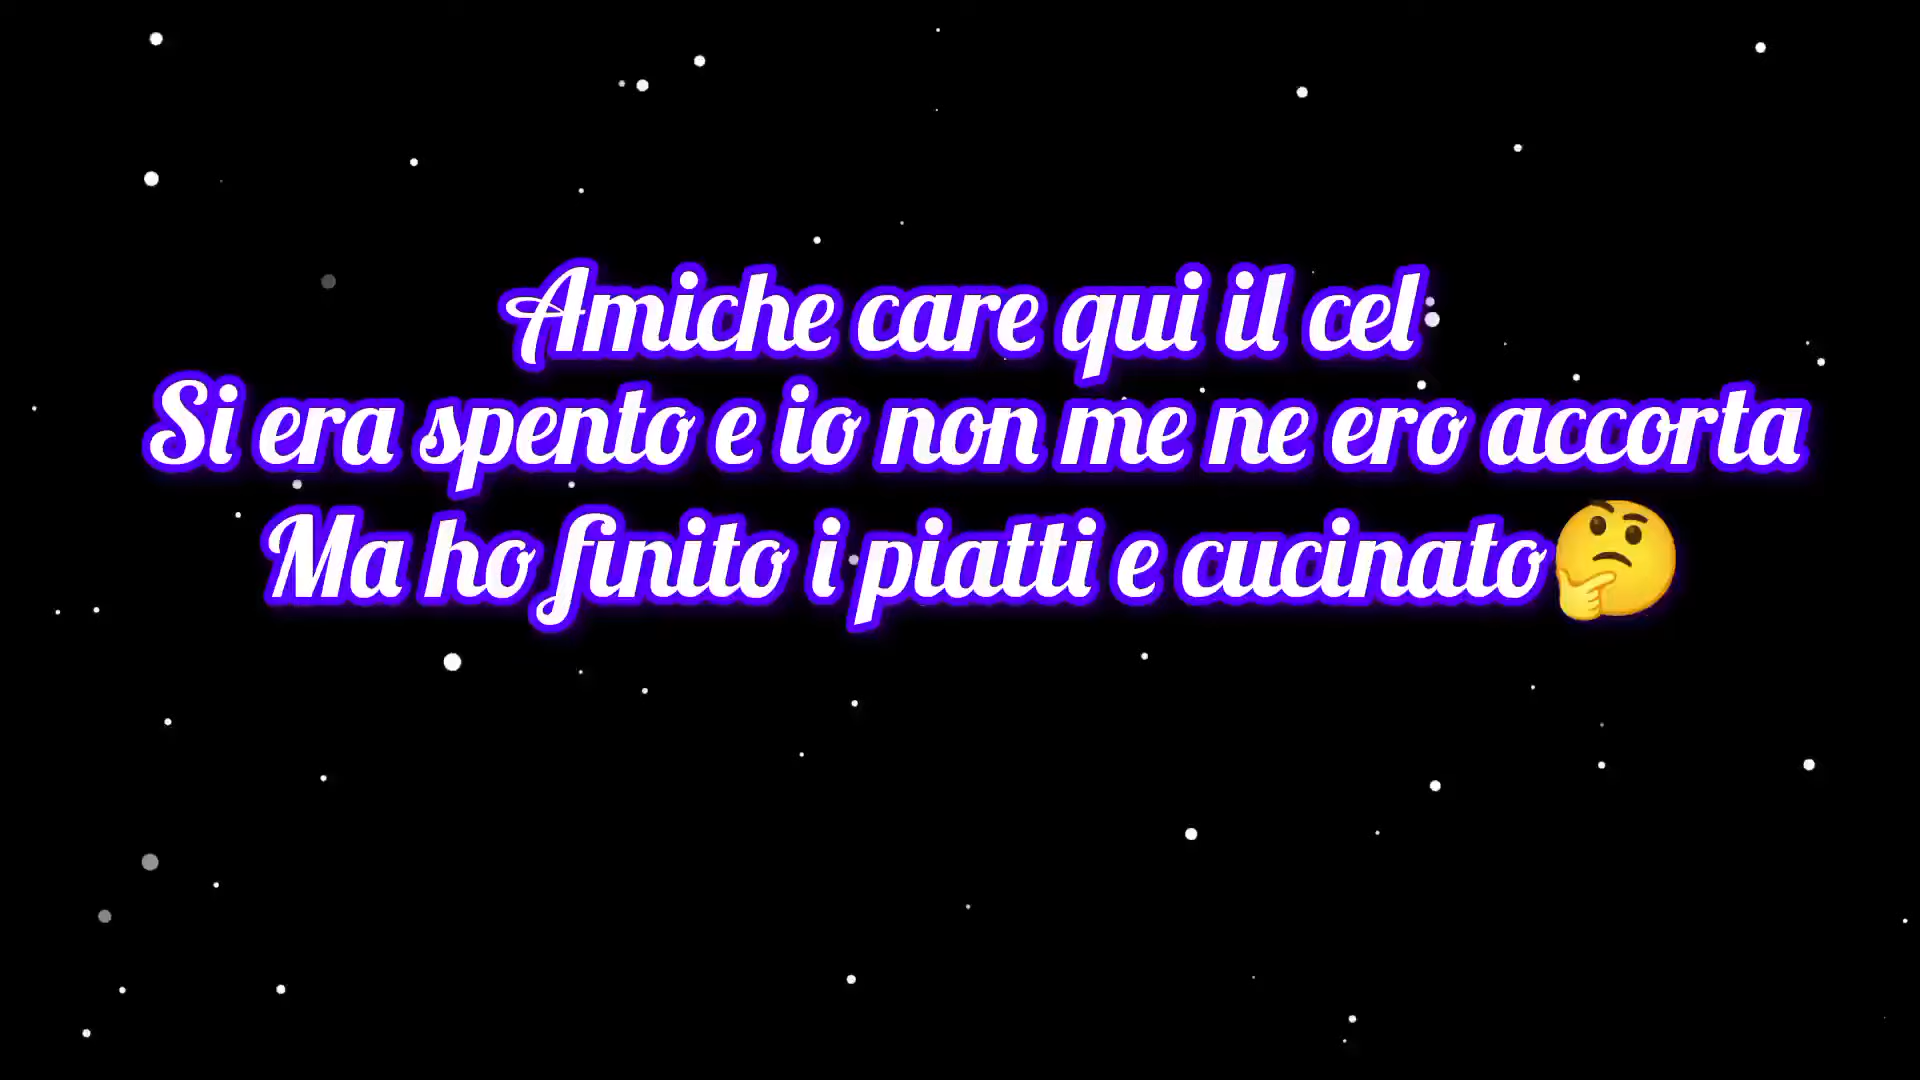 Amiche care qui il cel
Si era spento e io non me ne ero accorta
Ma ho finito i piatti e cucinato🤔